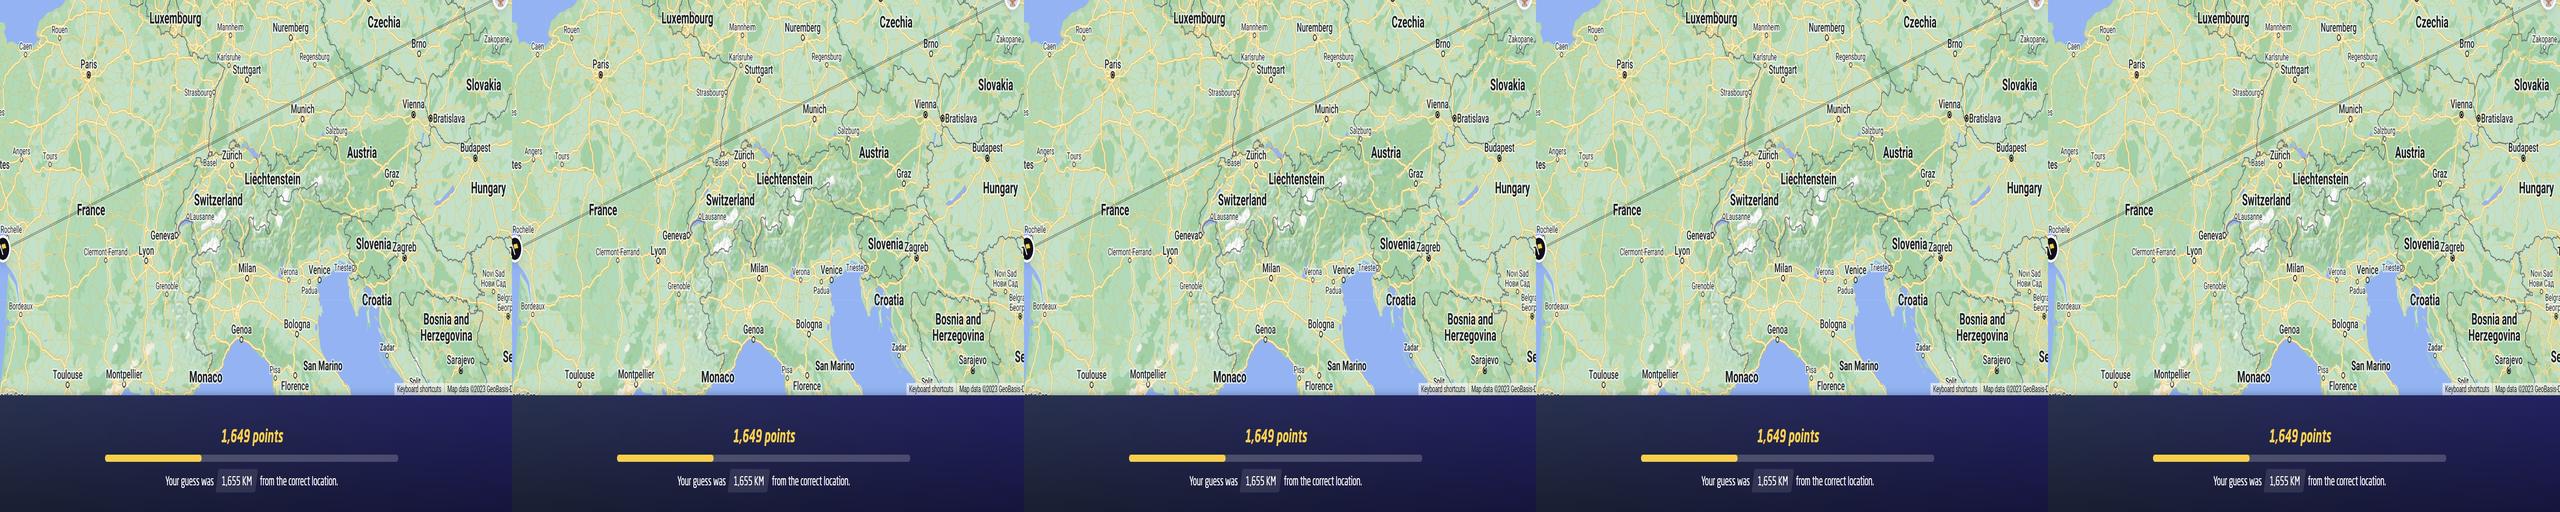 Luxembourg
Czechia
Caen
Rouen
Mannheim
Nuremberg
Brno
Zakopane
Paris
Karlsruhe
Regensburg
Stuttgart
Strasbourg
Slovakia
Munich
Vienna
Bratislava
Salzburg
Angers
Tours
Zürich
Basel
Austria
Budapest
Liechtenstein
Graz
Hungary
Switzerland
France
Lausanne
Rochelle
Geneva
Slovenia
Zagreb
Clermont-Ferrand
Lyon
Milan
Verona
Venice
Trieste
Padua
Novi Sad
Нови Сад
Grenoble
Bordeaux
Croatia
Bosnia and
Herzegovina
Genoa
Bologna
Zadar
San Marino
Sarajevo
Toulouse
Montpellier
Monaco
Pisa
Florence
Split
Keyboard shortcuts
Map data ©2023 GeoBasis-D
1,649 points
Your guess was 1,655 KM from the correct location.
Luxembourg
Czechia
Caen
Rouen
Mannheim
Nuremberg
Brno
Zakopane
Paris
Karlsruhe
Regensburg
Stuttgart
Strasbourg
Slovakia
Munich
Vienna
Bratislava
Salzburg
Angers
Tours
Zürich
Basel
Austria
Budapest
Liechtenstein
Graz
Hungary
Switzerland
France
Lausanne
Rochelle
Geneva
Slovenia
Zagreb
Clermont-Ferrand
Lyon
Milan
Verona
Venice
Trieste
Padua
Novi Sad
Нови Сад
Grenoble
Bordeaux
Croatia
Bosnia and
Herzegovina
Genoa
Bologna
Zadar
San Marino
Sarajevo
Toulouse
Montpellier
Monaco
Pisa
Florence
Split
Keyboard shortcuts
Map data ©2023 GeoBasis-D
1,649 points
Your guess was 1,655 KM from the correct location.
Luxembourg
Czechia
Caen
Rouen
Mannheim
Nuremberg
Brno
Zakopane
Paris
Karlsruhe
Regensburg
Stuttgart
Strasbourg
Slovakia
Munich
Vienna
Bratislava
Salzburg
Angers
Tours
Zürich
Basel
Austria
Budapest
Liechtenstein
Graz
Hungary
Switzerland
France
Lausanne
Rochelle
Geneva
Slovenia
Zagreb
Clermont-Ferrand
Lyon
Milan
Verona
Venice
Trieste
Padua
Novi Sad
Нови Сад
Grenoble
Bordeaux
Croatia
Bosnia and
Herzegovina
Genoa
Bologna
Zadar
San Marino
Sarajevo
Toulouse
Montpellier
Monaco
Pisa
Florence
Split
Keyboard shortcuts
Map data ©2023 GeoBasis-D
1,649 points
Your guess was 1,655 KM from the correct location.
Luxembourg
Czechia
Caen
Rouen
Mannheim
Nuremberg
Brno
Zakopane
Paris
Karlsruhe
Regensburg
Stuttgart
Strasbourg
Slovakia
Munich
Vienna
Bratislava
Salzburg
Angers
Tours
Zürich
Basel
Austria
Budapest
Liechtenstein
Graz
Hungary
Switzerland
France
Lausanne
Rochelle
Geneva
Slovenia
Zagreb
Clermont-Ferrand
Lyon
Milan
Verona
Venice
Trieste
Padua
Novi Sad
Нови Сад
Grenoble
Bordeaux
Croatia
Bosnia and
Herzegovina
Genoa
Bologna
Zadar
San Marino
Sarajevo
Toulouse
Montpellier
Monaco
Pisa
Florence
Split
Keyboard shortcuts
Map data ©2023 GeoBasis-D
1,649 points
Your guess was 1,655 KM from the correct location.
Luxembourg
Czechia
Caen
Rouen
Mannheim
Nuremberg
Brno
Zakopane
Paris
Karlsruhe
Regensburg
Stuttgart
Strasbourg
Slovakia
Munich
Vienna
Bratislava
Salzburg
Angers
Tours
Zürich
Basel
Austria
Budapest
Liechtenstein
Graz
Hungary
Switzerland
France
Lausanne
Rochelle
Geneva
Slovenia
Zagreb
Clermont-Ferrand
Lyon
Milan
Verona
Venice
Trieste
Padua
Novi Sad
Нови Сад
Grenoble
Bordeaux
Croatia
Bosnia and
Herzegovina
Genoa
Bologna
Zadar
San Marino
Sarajevo
Toulouse
Montpellier
Monaco
Pisa
Florence
Split
Keyboard shortcuts
Map data ©2023 GeoBasis-D
1,649 points
Your guess was 1,655 KM from the correct location.